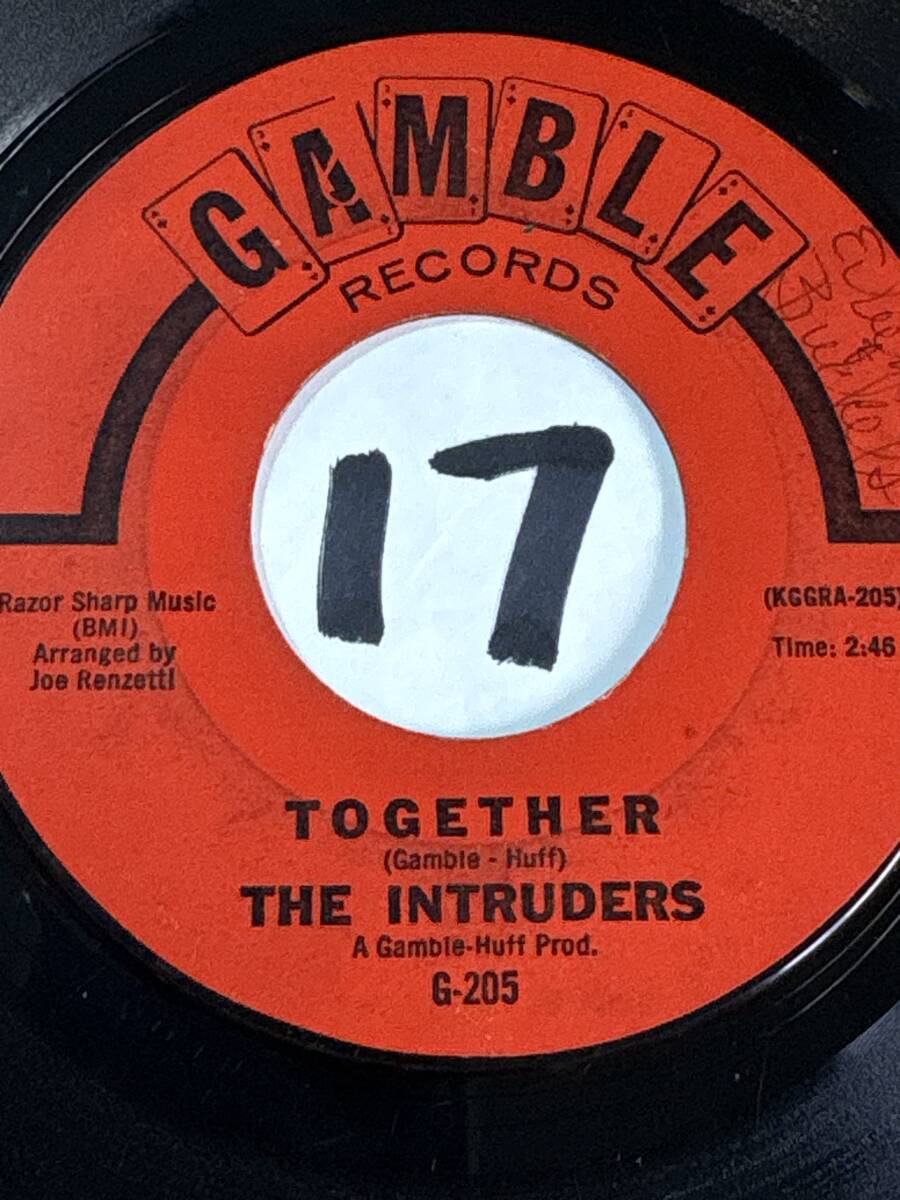 GAMBLE
RECORDS
17
Razor Sharp Music
(BMI)
Arranged by
Joe Renzetti
(KGGRA-205)
Time: 2:46
TOGETHER
(Gamble - Huff)
THE INTRUDERS
A Gamble-Huff Prod.
G-205